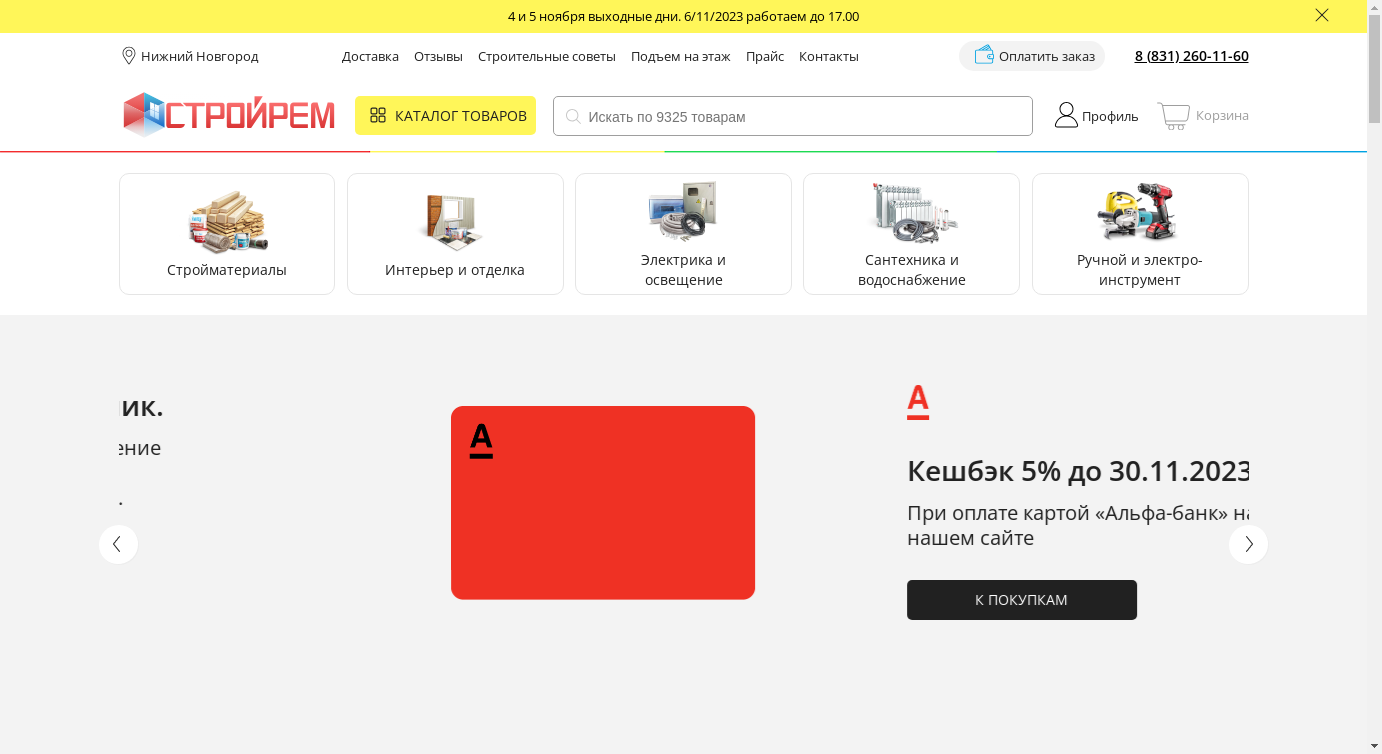 4 и 5 ноября выходные дни. 6/11/2023 работаем до 17.00
Нижний Новгород
Доставка Отзывы Строительные советы Подъем на этаж Прайс Контакты
Оплатить заказ
8 (831) 260-11-60
СТРОЙРЕМ
КАТАЛОГ ТОВАРОВ
Искать по 9325 товарам
Профиль
Корзина
Стройматериалы
Интерьер и отделка
Электрика и
освещение
Сантехника и
водоснабжение
Ручной и электро-
инструмент
ик.
ение
.
А
А
Кешбэк 5% до 30.11.2023
При оплате картой «Альфа-банк» на
нашем сайте
К ПОКУПКАМ